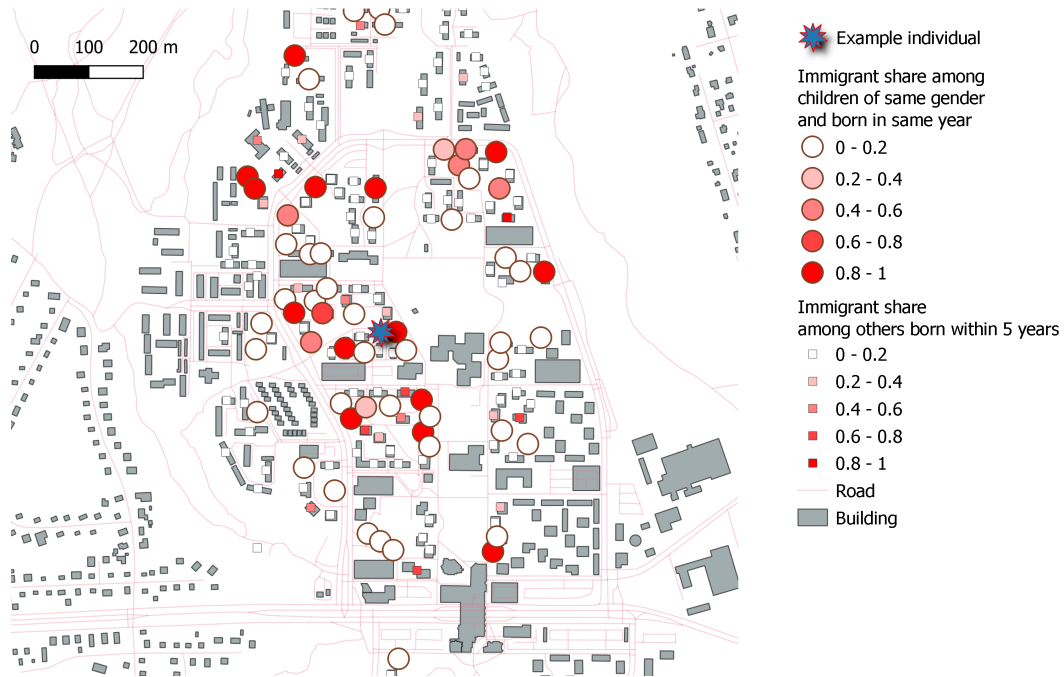 0 100 200 m
Example individual
Immigrant share among
children of same gender
and born in same year
0 - 0.2
0.2 - 0.4
0.4 - 0.6
0.6 - 0.8
0.8 - 1
Immigrant share
among others born within 5 years
0 - 0.2
0.2 - 0.4
0.4 - 0.6
0.6 - 0.8
0.8 - 1
Road
Building